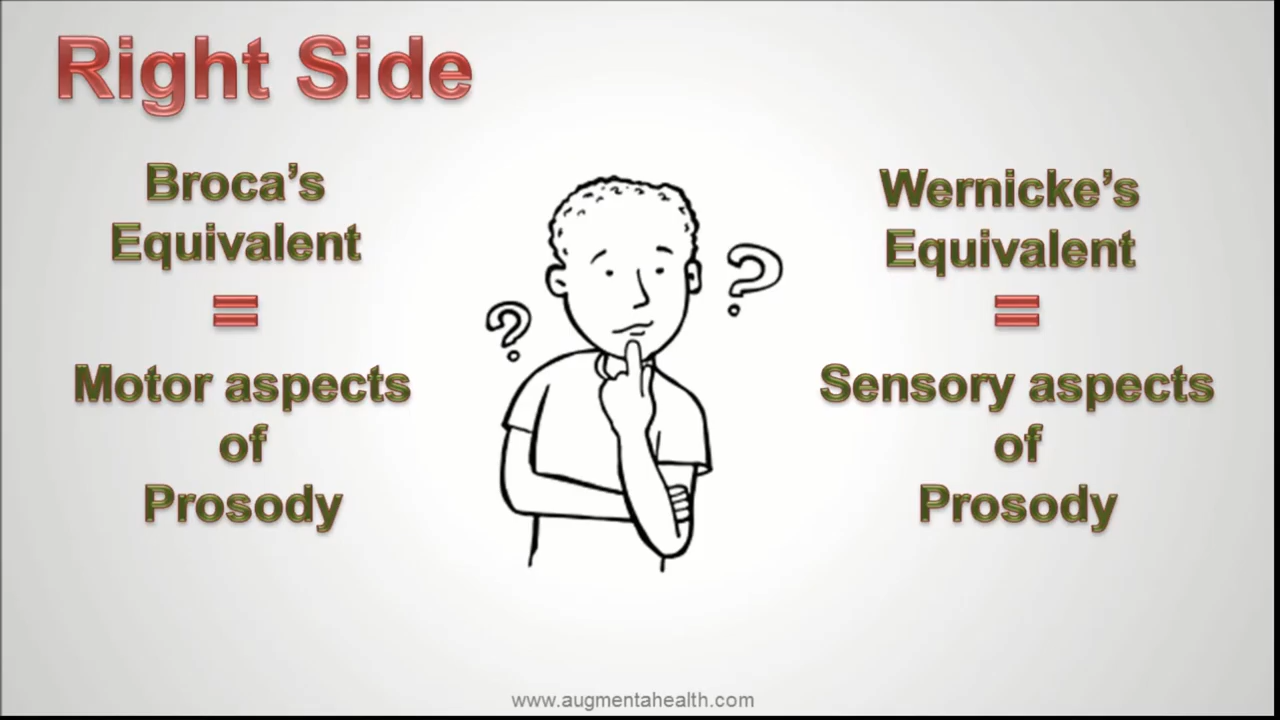 Right Side
Broca’s
Equivalent
=
Motor aspects
of
Prosody
?
?
Wernicke’s
Equivalent
=
Sensory aspects
of
Prosody
www.augmentahealth.com